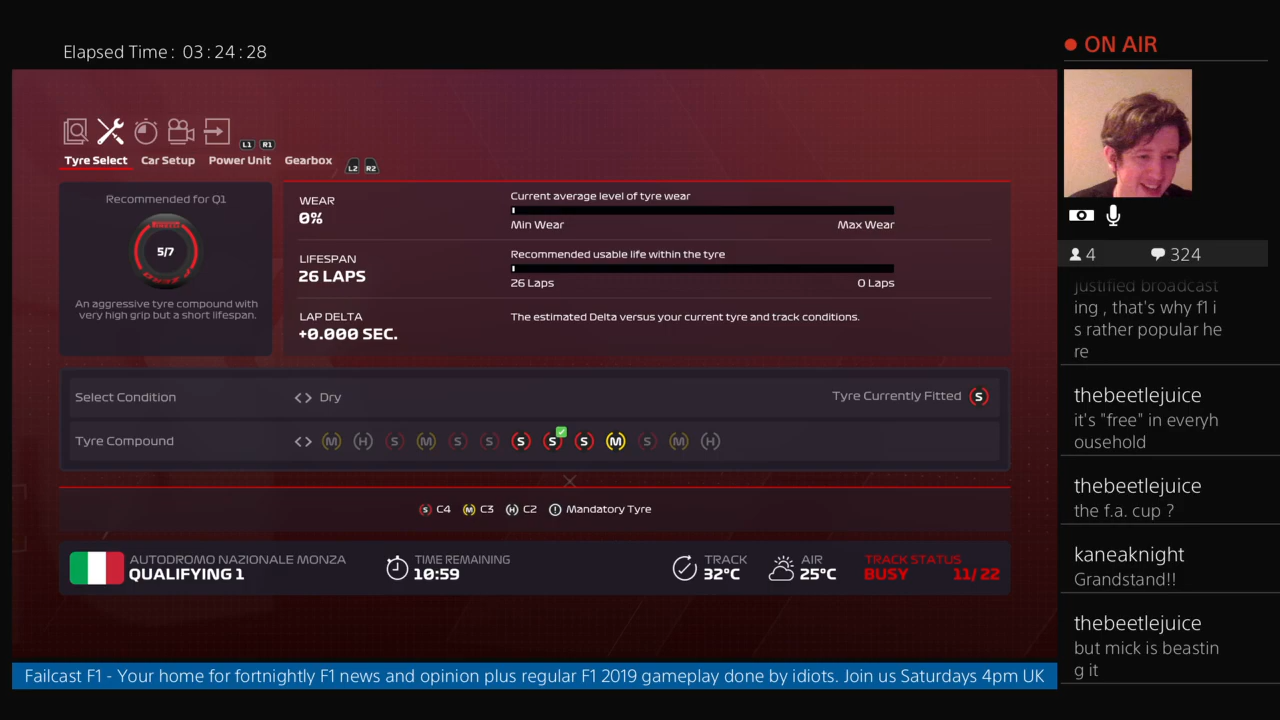 Elapsed Time: 03:24:28
ON AIR
L1 R1
Tyre Select Car Setup Power Unit Gearbox L2 R2
Recommended for Q1
5/7
An aggressive tyre compound with
very high grip but a short lifespan.
WEAR
0%
Current average level of tyre wear
Min Wear Max Wear
LIFESPAN
26 LAPS
Recommended usable life within the tyre
26 Laps 0 Laps
LAP DELTA
+0.000 SEC.
The estimated Delta versus your current tyre and track conditions.
Select Condition <> Dry Tyre Currently Fitted S
Tyre Compound <> M H S M S S S S S M S M H
S C4 M C3 H C2 ! Mandatory Tyre
AUTODROMO NAZIONALE MONZA
QUALIFYING 1
TIME REMAINING
10:59
TRACK
32°C
AIR
25°C
TRACK STATUS
BUSY 11/22
Failcast F1 - Your home for fortnightly F1 news and opinion plus regular F1 2019 gameplay done by idiots. Join us Saturdays 4pm UK
4 324
justified broadcast
ing , that's why f1 i
s rather popular he
re
thebeetlejuice
it's "free" in everyh
ousehold
thebeetlejuice
the f.a. cup ?
kaneaknight
Grandstand!!
thebeetlejuice
but mick is beastin
g it